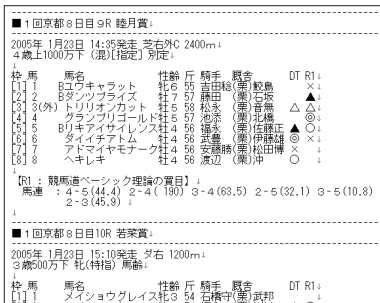 ■1回京都8日目9R 睦月賞↓
2005年 1月23日 14:35発走 芝右外C 2400m↓
4歳上1000万下 (混)[指定] 別定↓
↓
枠 馬 馬名 性齢 斤 騎手 厩舎 DT R1↓
[1] 1 Bユウキャラット 牝6 55 吉田稔(栗)鮫島 ×↓
[2] 2 Bダンツプライズ 牡7 57 藤田 (栗)石坂 ▲↓
[3] 3(外) トリリオンカット 牡5 58 松永 (栗)音無 △ △↓
[4] 4 グランプリゴールド牡5 57 池添 (栗)北橋 ◎↓
[5] 5 Bリキアイサイレンス牡4 56 福永 (栗)佐藤正 ▲ ○↓
[6] 6 ダイイチアトム 牡4 56 武豊 (栗)伊藤雄 ◎ ×↓
[7] 7 アドマイヤモナーク牡4 56 安藤勝(栗)松田博 × ↓
[8] 8 ヘキレキ 牡4 56 渡辺 (栗)沖 ○ ↓
↓
【R1 : 競馬道ベーシック理論の買目】↓
馬連 : 4-5(44.4) 2-4( 190) 3-4(63.5) 2-5(32.1) 3-5(10.8)
2-3(45.9) ↓
↓
■1回京都8日目10R 若菜賞↓
2005年 1月23日 15:10発走 ダ右 1200m↓
3歳500万下 牝(特指) 馬齢↓
↓
枠 馬 馬名 性齢 斤 騎手 厩舎 DT R1↓
[1] 1 メイショウグレイス牝3 54 石橋守(栗)武邦